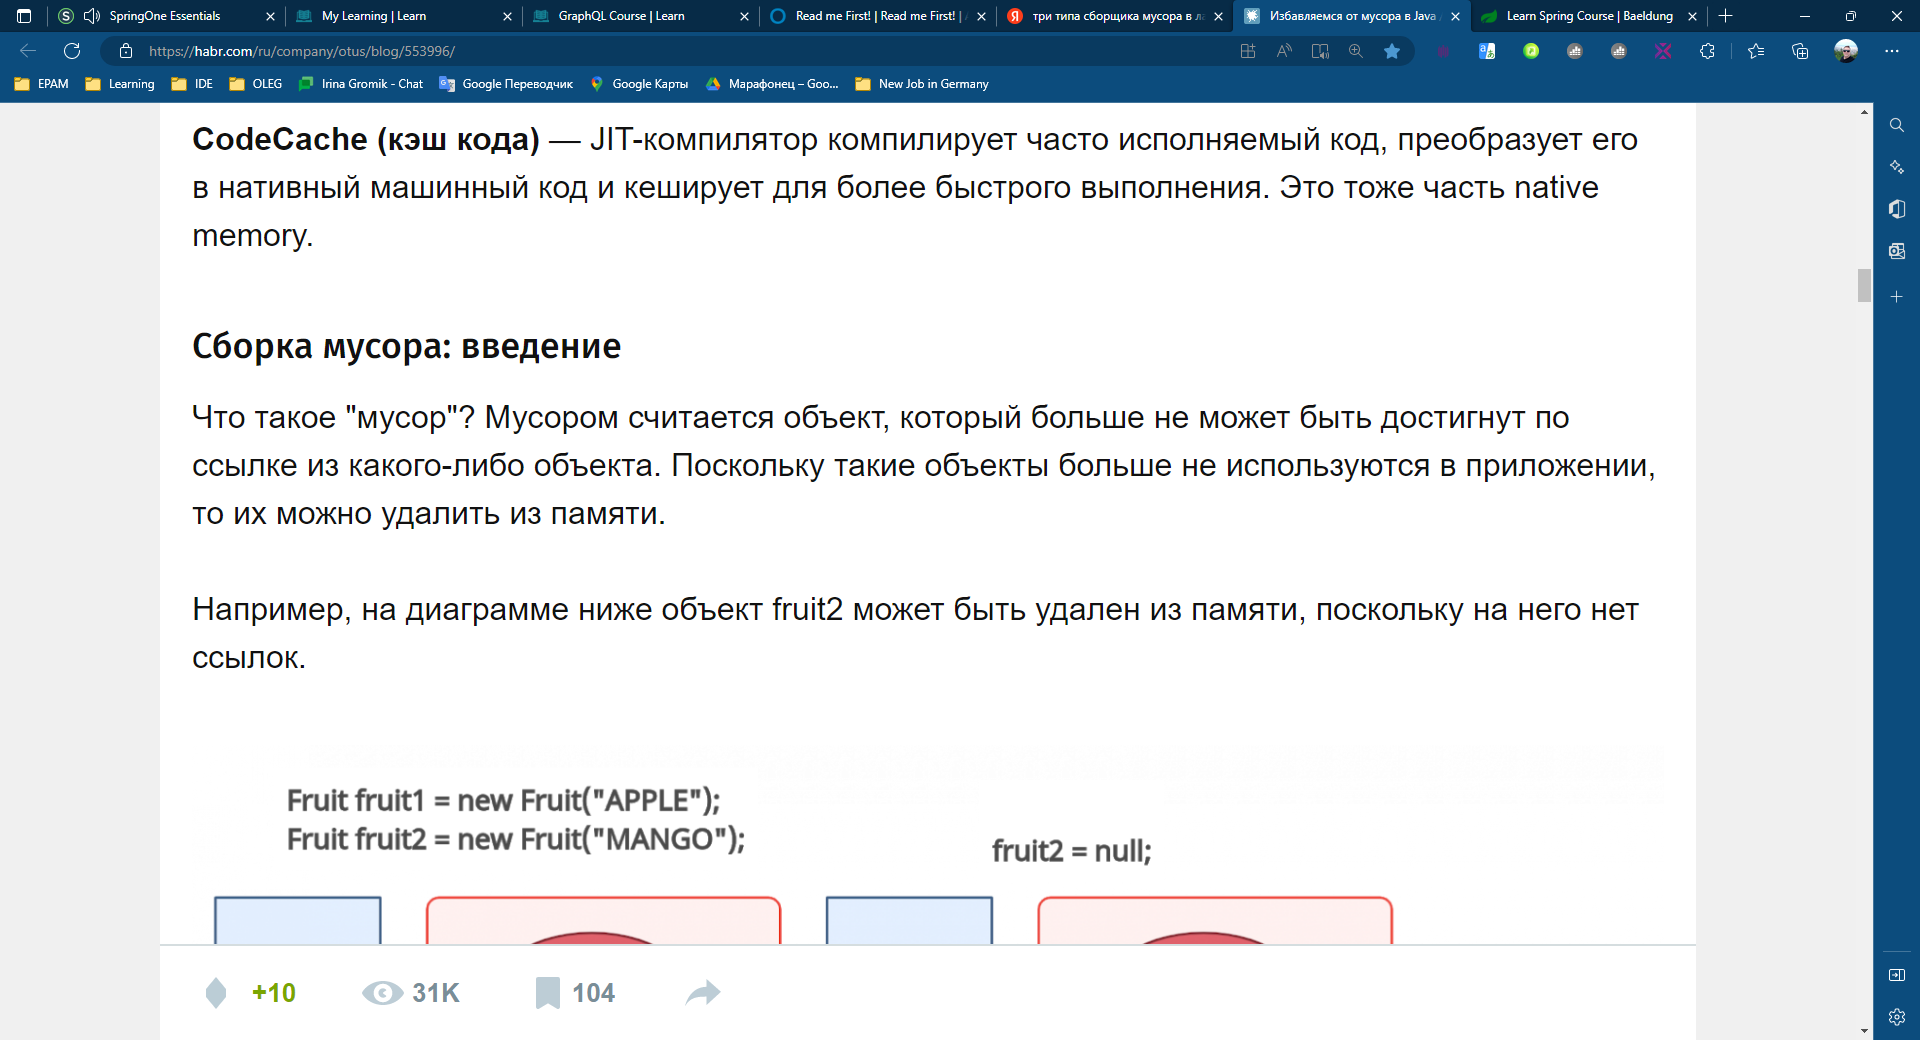 SpringOne Essentials
My Learning | Learn
GraphQL Course | Learn
Read me First! | Read me First! |
три типа сборщика мусора в
Избавляемся от мусора в Java
Learn Spring Course | Baeldung
https://habr.com/ru/company/otus/blog/553996/
EPAM
Learning
IDE
OLEG
Irina Gromik - Chat
Google Переводчик
Google Карты
Марафонец – Goo...
New Job in Germany
CodeCache (кэш кода) — JIT-компилятор компилирует часто исполняемый код, преобразует его
в нативный машинный код и кеширует для более быстрого выполнения. Это тоже часть native
memory.
Сборка мусора: введение
Что такое "мусор"? Мусором считается объект, который больше не может быть достигнут по
ссылке из какого-либо объекта. Поскольку такие объекты больше не используются в приложении,
то их можно удалить из памяти.
Например, на диаграмме ниже объект fruit2 может быть удален из памяти, поскольку на него нет
ссылок.
Fruit fruit1 = new Fruit("APPLE");
Fruit fruit2 = new Fruit("MANGO");
fruit2 = null;
+10
31K
104